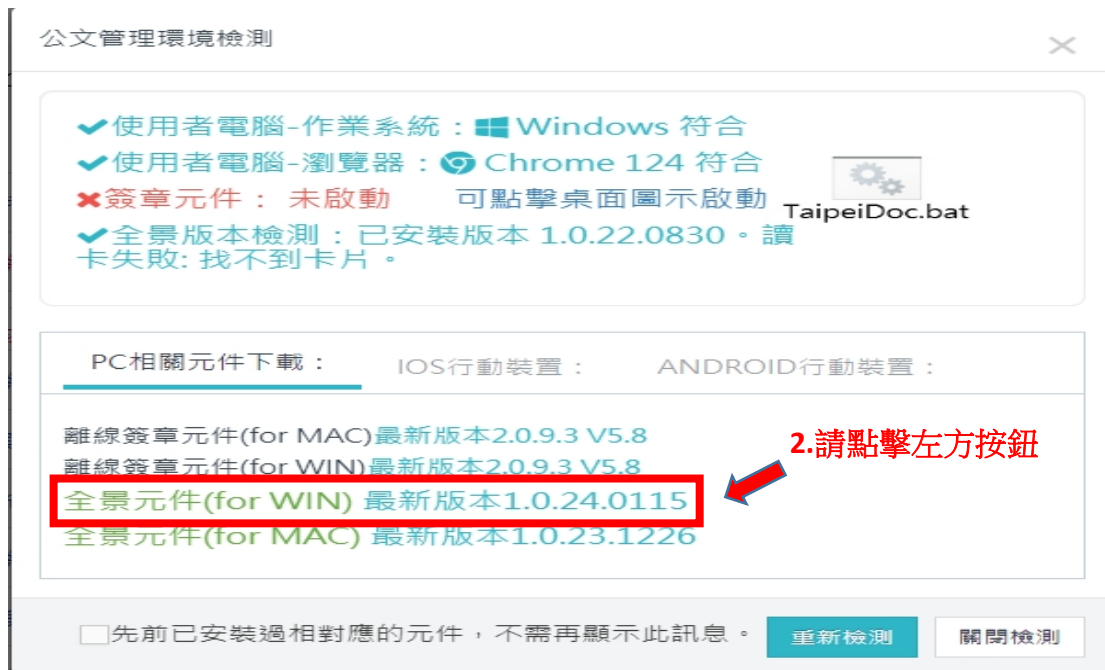 公文管理環境檢測
使用者電腦-作業系統：Windows 符合
使用者電腦-瀏覽器：Chrome 124 符合
簽章元件： 未啟動 可點擊桌面圖示啟動
TaipeiDoc.bat
全景版本檢測：已安裝版本 1.0.22.0830。讀
卡失敗: 找不到卡片。
PC相關元件下載： IOS行動裝置： ANDROID行動裝置：
離線簽章元件(for MAC)最新版本2.0.9.3 V5.8
離線簽章元件(for WIN)最新版本2.0.9.3 V5.8
2.請點擊左方按鈕
全景元件(for WIN) 最新版本1.0.24.0115
全景元件(for MAC) 最新版本1.0.23.1226
先前已安裝過相對應的元件，不需再顯示此訊息。 重新檢測 關閉檢測